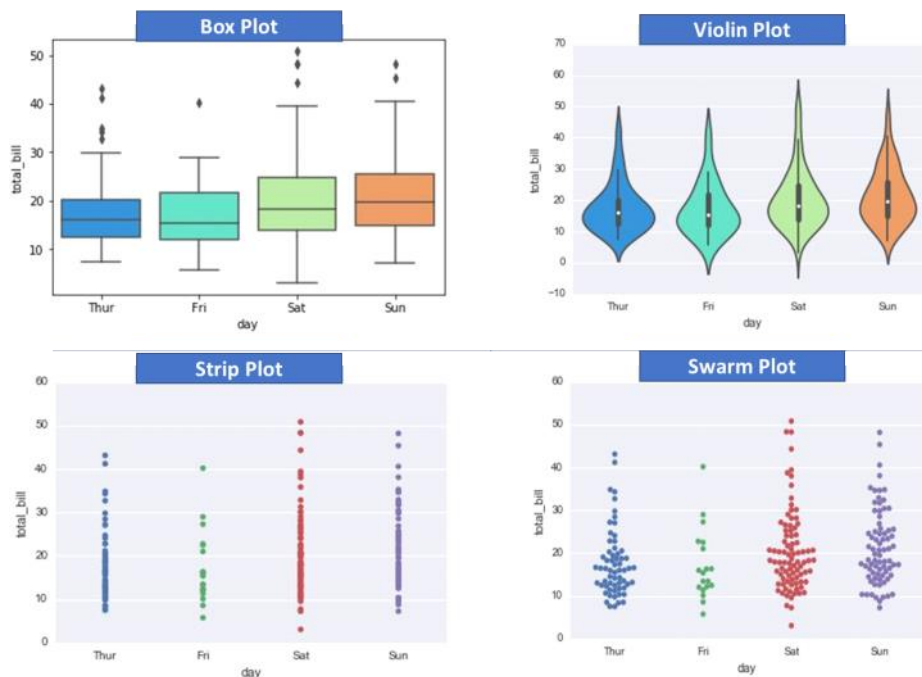 Box Plot
50
40
30
20
10
total_bill
Thur Fri Sat Sun
day
Violin Plot
70
60
50
40
30
20
10
0
−10
total_bill
Thur Fri Sat Sun
day
Strip Plot
60
50
40
30
20
10
0
total_bill
Thur Fri Sat Sun
day
Swarm Plot
60
50
40
30
20
10
0
total_bill
Thur Fri Sat Sun
day